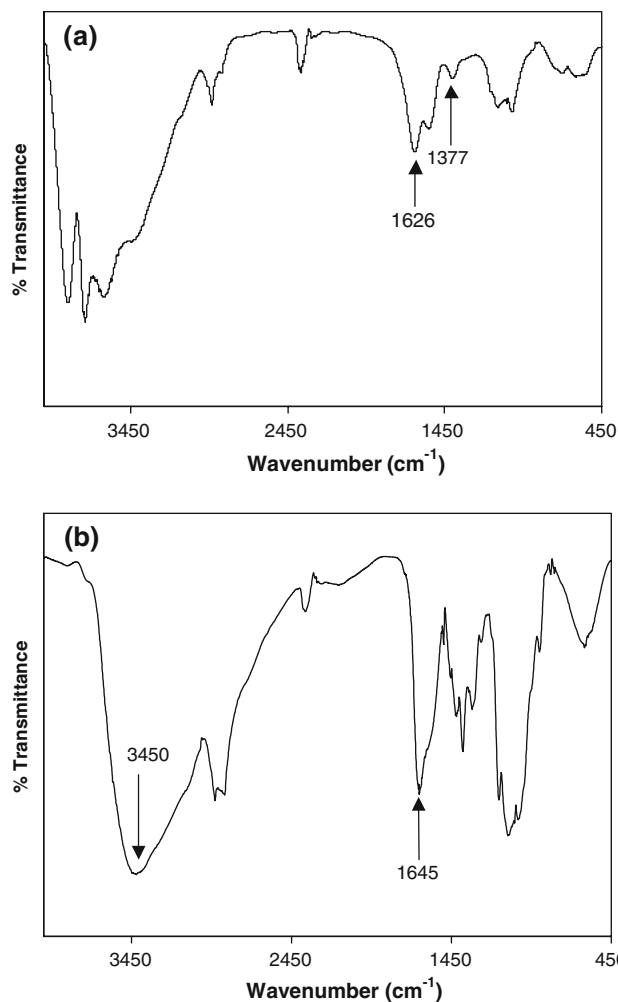 (a)
% Transmittance
1377
1626
3450 2450 1450 450
Wavenumber (cm-1)
(b)
% Transmittance
3450
1645
3450 2450 1450 450
Wavenumber (cm-1)